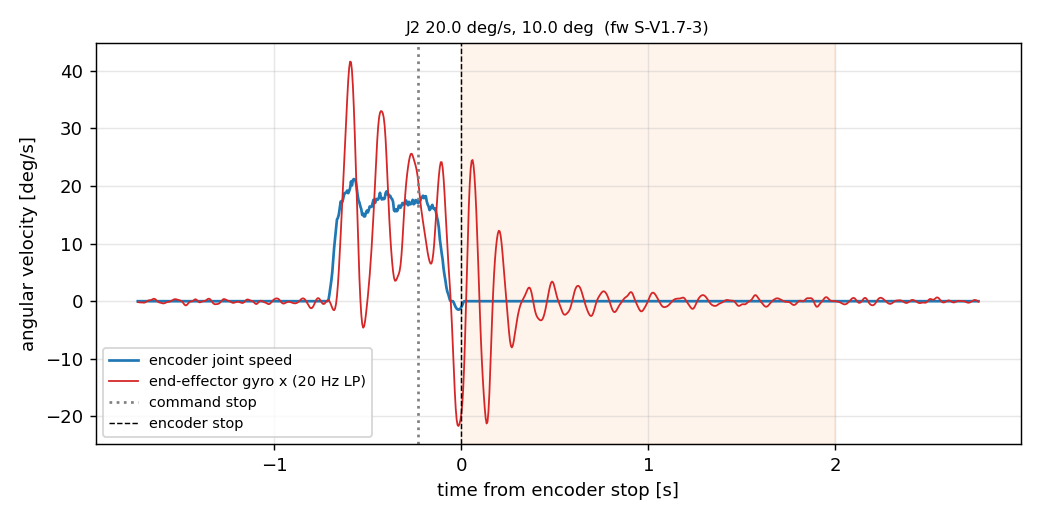 J2 20.0 deg/s, 10.0 deg  (fw S-V1.7-3)
angular velocity [deg/s]
40
30
20
10
0
−10
−20
encoder joint speed
end-effector gyro x (20 Hz LP)
command stop
encoder stop
−1
0
1
2
time from encoder stop [s]